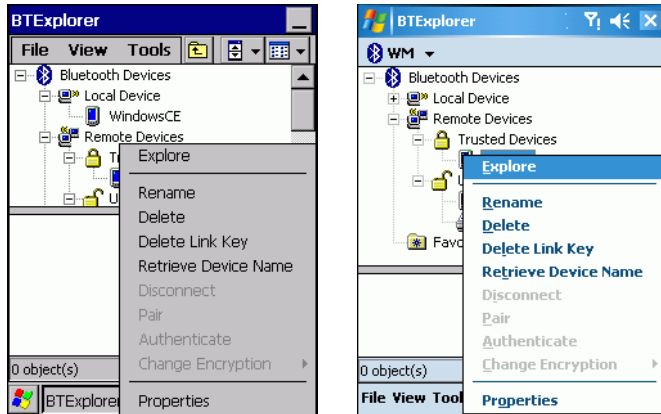 BTExplorer
File View Tools
Bluetooth Devices
Local Device
WindowsCE
Remote Devices
Explore
Rename
Delete
Delete Link Key
Retrieve Device Name
Disconnect
Pair
Authenticate
Change Encryption
Properties
0 object(s)
BTExplore
BTExplorer
WM
Bluetooth Devices
Local Device
Remote Devices
Trusted Devices
Explore
Rename
Delete
Delete Link Key
Retrieve Device Name
Disconnect
Pair
Authenticate
Change Encryption
Properties
Favo
0 object(s)
File View Tool